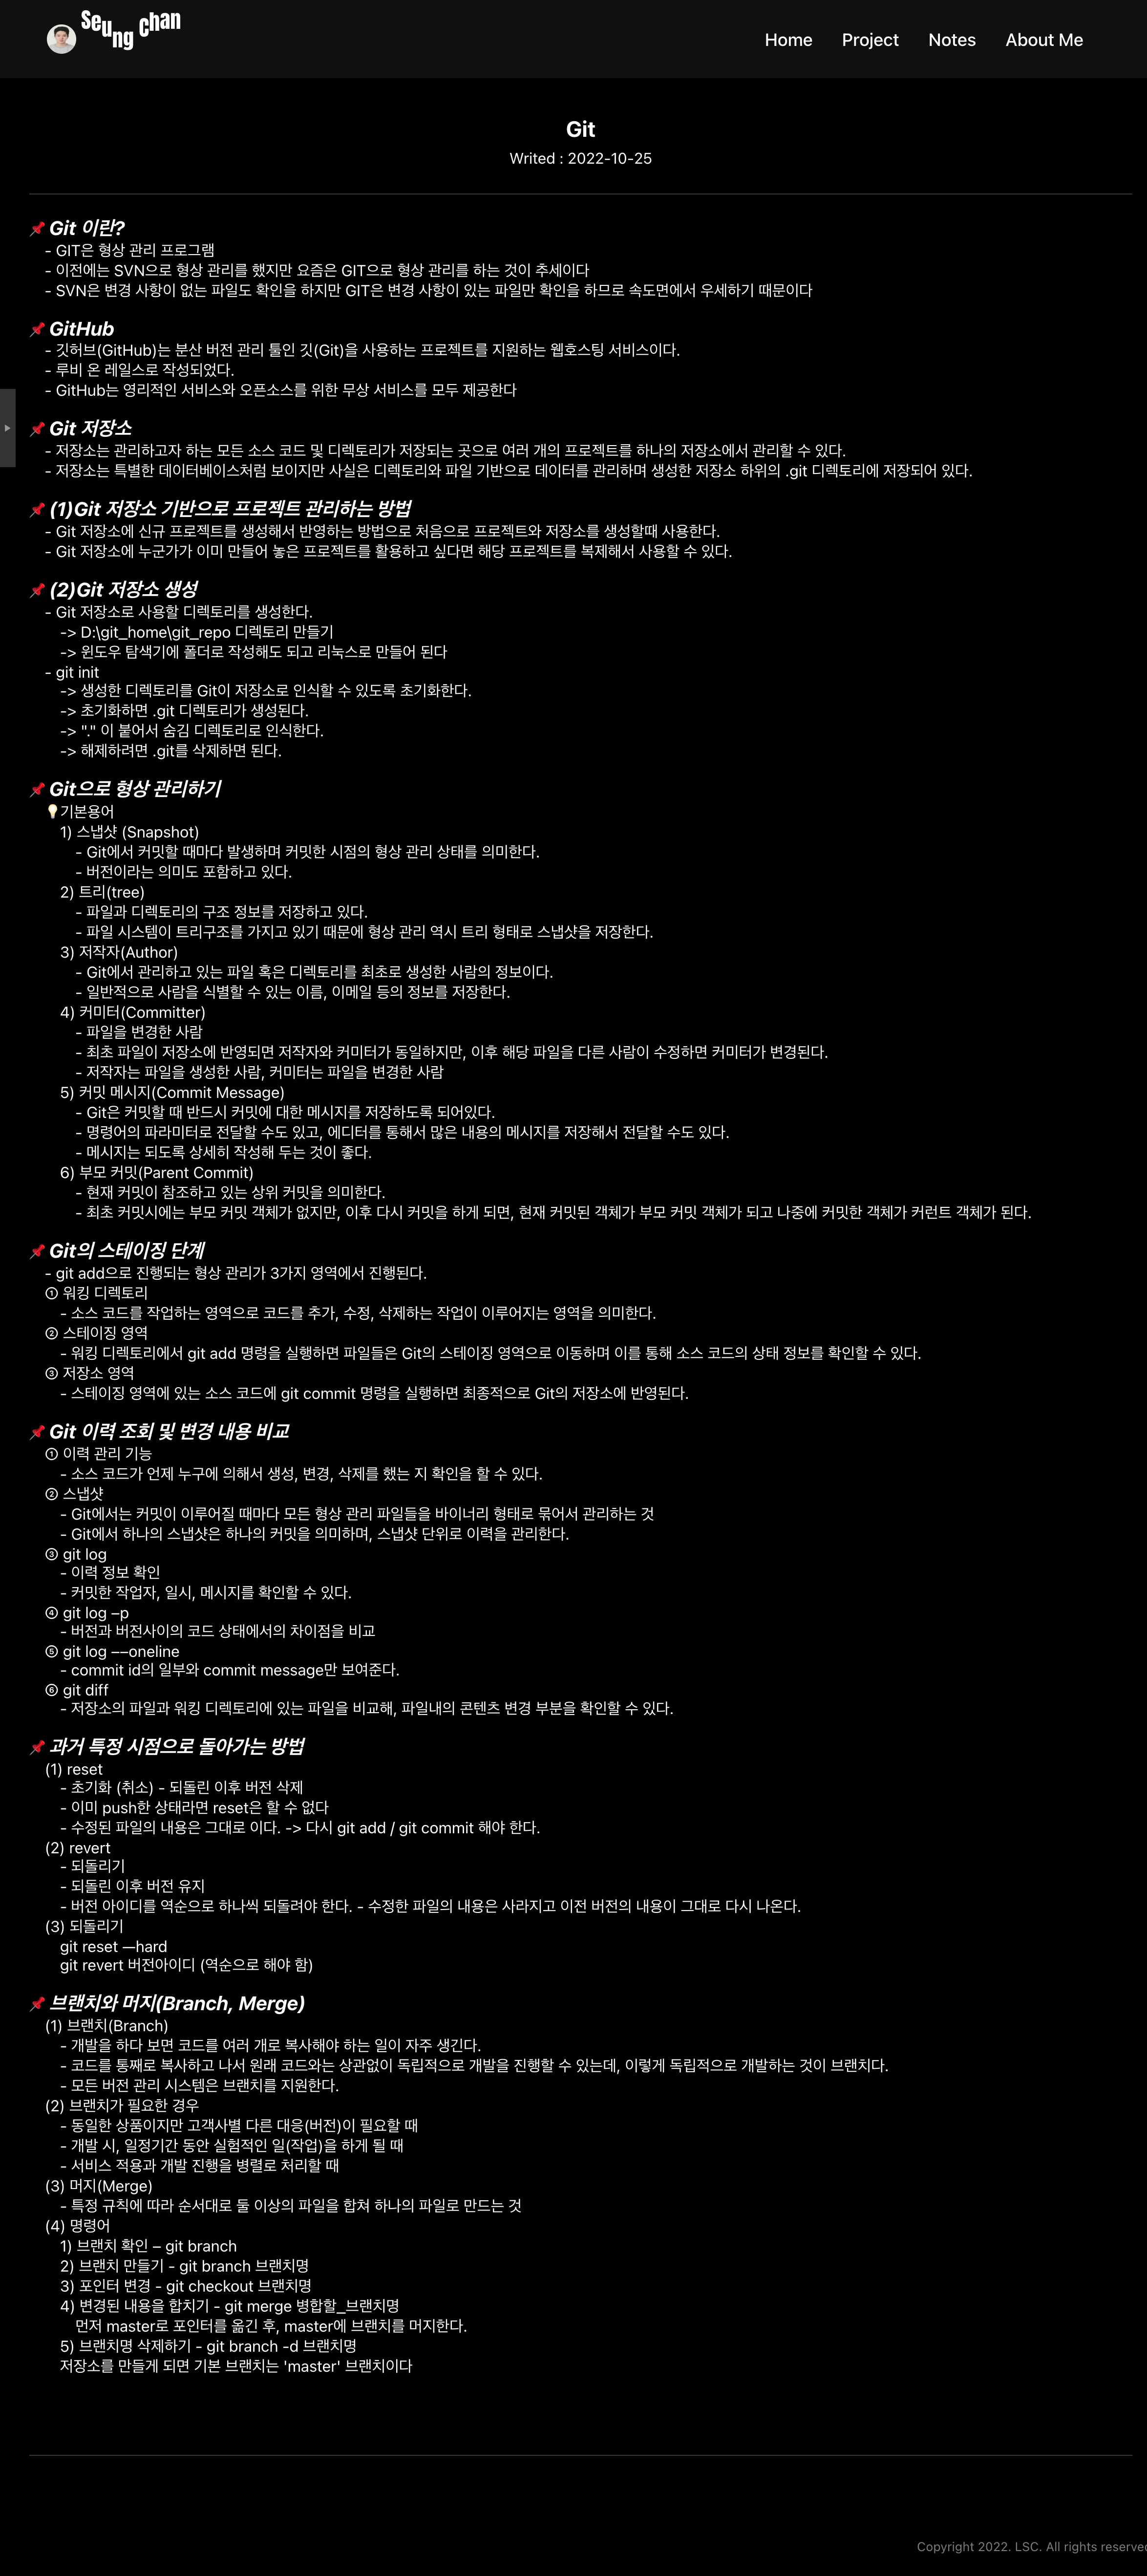 Seung chan
Home Project Notes About Me
Git
Writed : 2022-10-25
📌 Git 이란?
- GIT은 형상 관리 프로그램
- 이전에는 SVN으로 형상 관리를 했지만 요즘은 GIT으로 형상 관리를 하는 것이 추세이다
- SVN은 변경 사항이 없는 파일도 확인을 하지만 GIT은 변경 사항이 있는 파일만 확인을 하므로 속도면에서 우세하기 때문이다
📌 GitHub
- 깃허브(GitHub)는 분산 버전 관리 툴인 깃(Git)을 사용하는 프로젝트를 지원하는 웹호스팅 서비스이다.
- 루비 온 레일스로 작성되었다.
- GitHub는 영리적인 서비스와 오픈소스를 위한 무상 서비스를 모두 제공한다
📌 Git 저장소
- 저장소는 관리하고자 하는 모든 소스 코드 및 디렉토리가 저장되는 곳으로 여러 개의 프로젝트를 하나의 저장소에서 관리할 수 있다.
- 저장소는 특별한 데이터베이스처럼 보이지만 사실은 디렉토리와 파일 기반으로 데이터를 관리하며 생성한 저장소 하위의 .git 디렉토리에 저장되어 있다.
📌 (1)Git 저장소 기반으로 프로젝트 관리하는 방법
- Git 저장소에 신규 프로젝트를 생성해서 반영하는 방법으로 처음으로 프로젝트와 저장소를 생성할때 사용한다.
- Git 저장소에 누군가가 이미 만들어 놓은 프로젝트를 활용하고 싶다면 해당 프로젝트를 복제해서 사용할 수 있다.
📌 (2)Git 저장소 생성
- Git 저장소로 사용할 디렉토리를 생성한다.
-> D:\git_home\git_repo 디렉토리 만들기
-> 윈도우 탐색기에 폴더로 작성해도 되고 리눅스로 만들어 된다
- git init
-> 생성한 디렉토리를 Git이 저장소로 인식할 수 있도록 초기화한다.
-> 초기화하면 .git 디렉토리가 생성된다.
-> "." 이 붙어서 숨김 디렉토리로 인식한다.
-> 해제하려면 .git를 삭제하면 된다.
📌 Git으로 형상 관리하기
💡기본용어
1) 스냅샷 (Snapshot)
- Git에서 커밋할 때마다 발생하며 커밋한 시점의 형상 관리 상태를 의미한다.
- 버전이라는 의미도 포함하고 있다.
2) 트리(tree)
- 파일과 디렉토리의 구조 정보를 저장하고 있다.
- 파일 시스템이 트리구조를 가지고 있기 때문에 형상 관리 역시 트리 형태로 스냅샷을 저장한다.
3) 저작자(Author)
- Git에서 관리하고 있는 파일 혹은 디렉토리를 최초로 생성한 사람의 정보이다.
- 일반적으로 사람을 식별할 수 있는 이름, 이메일 등의 정보를 저장한다.
4) 커미터(Committer)
- 파일을 변경한 사람
- 최초 파일이 저장소에 반영되면 저작자와 커미터가 동일하지만, 이후 해당 파일을 다른 사람이 수정하면 커미터가 변경된다.
- 저작자는 파일을 생성한 사람, 커미터는 파일을 변경한 사람
5) 커밋 메시지(Commit Message)
- Git은 커밋할 때 반드시 커밋에 대한 메시지를 저장하도록 되어있다.
- 명령어의 파라미터로 전달할 수도 있고, 에디터를 통해서 많은 내용의 메시지를 저장해서 전달할 수도 있다.
- 메시지는 되도록 상세히 작성해 두는 것이 좋다.
6) 부모 커밋(Parent Commit)
- 현재 커밋이 참조하고 있는 상위 커밋을 의미한다.
- 최초 커밋시에는 부모 커밋 객체가 없지만, 이후 다시 커밋을 하게 되면, 현재 커밋된 객체가 부모 커밋 객체가 되고 나중에 커밋한 객체가 커런트 객체가 된다.
📌 Git의 스테이징 단계
- git add으로 진행되는 형상 관리가 3가지 영역에서 진행된다.
① 워킹 디렉토리
- 소스 코드를 작업하는 영역으로 코드를 추가, 수정, 삭제하는 작업이 이루어지는 영역을 의미한다.
② 스테이징 영역
- 워킹 디렉토리에서 git add 명령을 실행하면 파일들은 Git의 스테이징 영역으로 이동하며 이를 통해 소스 코드의 상태 정보를 확인할 수 있다.
③ 저장소 영역
- 스테이징 영역에 있는 소스 코드에 git commit 명령을 실행하면 최종적으로 Git의 저장소에 반영된다.
📌 Git 이력 조회 및 변경 내용 비교
① 이력 관리 기능
- 소스 코드가 언제 누구에 의해서 생성, 변경, 삭제를 했는 지 확인을 할 수 있다.
② 스냅샷
- Git에서는 커밋이 이루어질 때마다 모든 형상 관리 파일들을 바이너리 형태로 묶어서 관리하는 것
- Git에서 하나의 스냅샷은 하나의 커밋을 의미하며, 스냅샷 단위로 이력을 관리한다.
③ git log
- 이력 정보 확인
- 커밋한 작업자, 일시, 메시지를 확인할 수 있다.
④ git log –p
- 버전과 버전사이의 코드 상태에서의 차이점을 비교
⑤ git log ––oneline
- commit id의 일부와 commit message만 보여준다.
⑥ git diff
- 저장소의 파일과 워킹 디렉토리에 있는 파일을 비교해, 파일내의 콘텐츠 변경 부분을 확인할 수 있다.
📌 과거 특정 시점으로 돌아가는 방법
(1) reset
- 초기화 (취소) - 되돌린 이후 버전 삭제
- 이미 push한 상태라면 reset은 할 수 없다
- 수정된 파일의 내용은 그대로 이다. -> 다시 git add / git commit 해야 한다.
(2) revert
- 되돌리기
- 되돌린 이후 버전 유지
- 버전 아이디를 역순으로 하나씩 되돌려야 한다. - 수정한 파일의 내용은 사라지고 이전 버전의 내용이 그대로 다시 나온다.
(3) 되돌리기
git reset —hard
git revert 버전아이디 (역순으로 해야 함)
📌 브랜치와 머지(Branch, Merge)
(1) 브랜치(Branch)
- 개발을 하다 보면 코드를 여러 개로 복사해야 하는 일이 자주 생긴다.
- 코드를 통째로 복사하고 나서 원래 코드와는 상관없이 독립적으로 개발을 진행할 수 있는데, 이렇게 독립적으로 개발하는 것이 브랜치다.
- 모든 버전 관리 시스템은 브랜치를 지원한다.
(2) 브랜치가 필요한 경우
- 동일한 상품이지만 고객사별 다른 대응(버전)이 필요할 때
- 개발 시, 일정기간 동안 실험적인 일(작업)을 하게 될 때
- 서비스 적용과 개발 진행을 병렬로 처리할 때
(3) 머지(Merge)
- 특정 규칙에 따라 순서대로 둘 이상의 파일을 합쳐 하나의 파일로 만드는 것
(4) 명령어
1) 브랜치 확인 – git branch
2) 브랜치 만들기 - git branch 브랜치명
3) 포인터 변경 - git checkout 브랜치명
4) 변경된 내용을 합치기 - git merge 병합할_브랜치명
먼저 master로 포인터를 옮긴 후, master에 브랜치를 머지한다.
5) 브랜치명 삭제하기 - git branch -d 브랜치명
저장소를 만들게 되면 기본 브랜치는 'master' 브랜치이다
Copyright 2022. LSC. All rights reserved